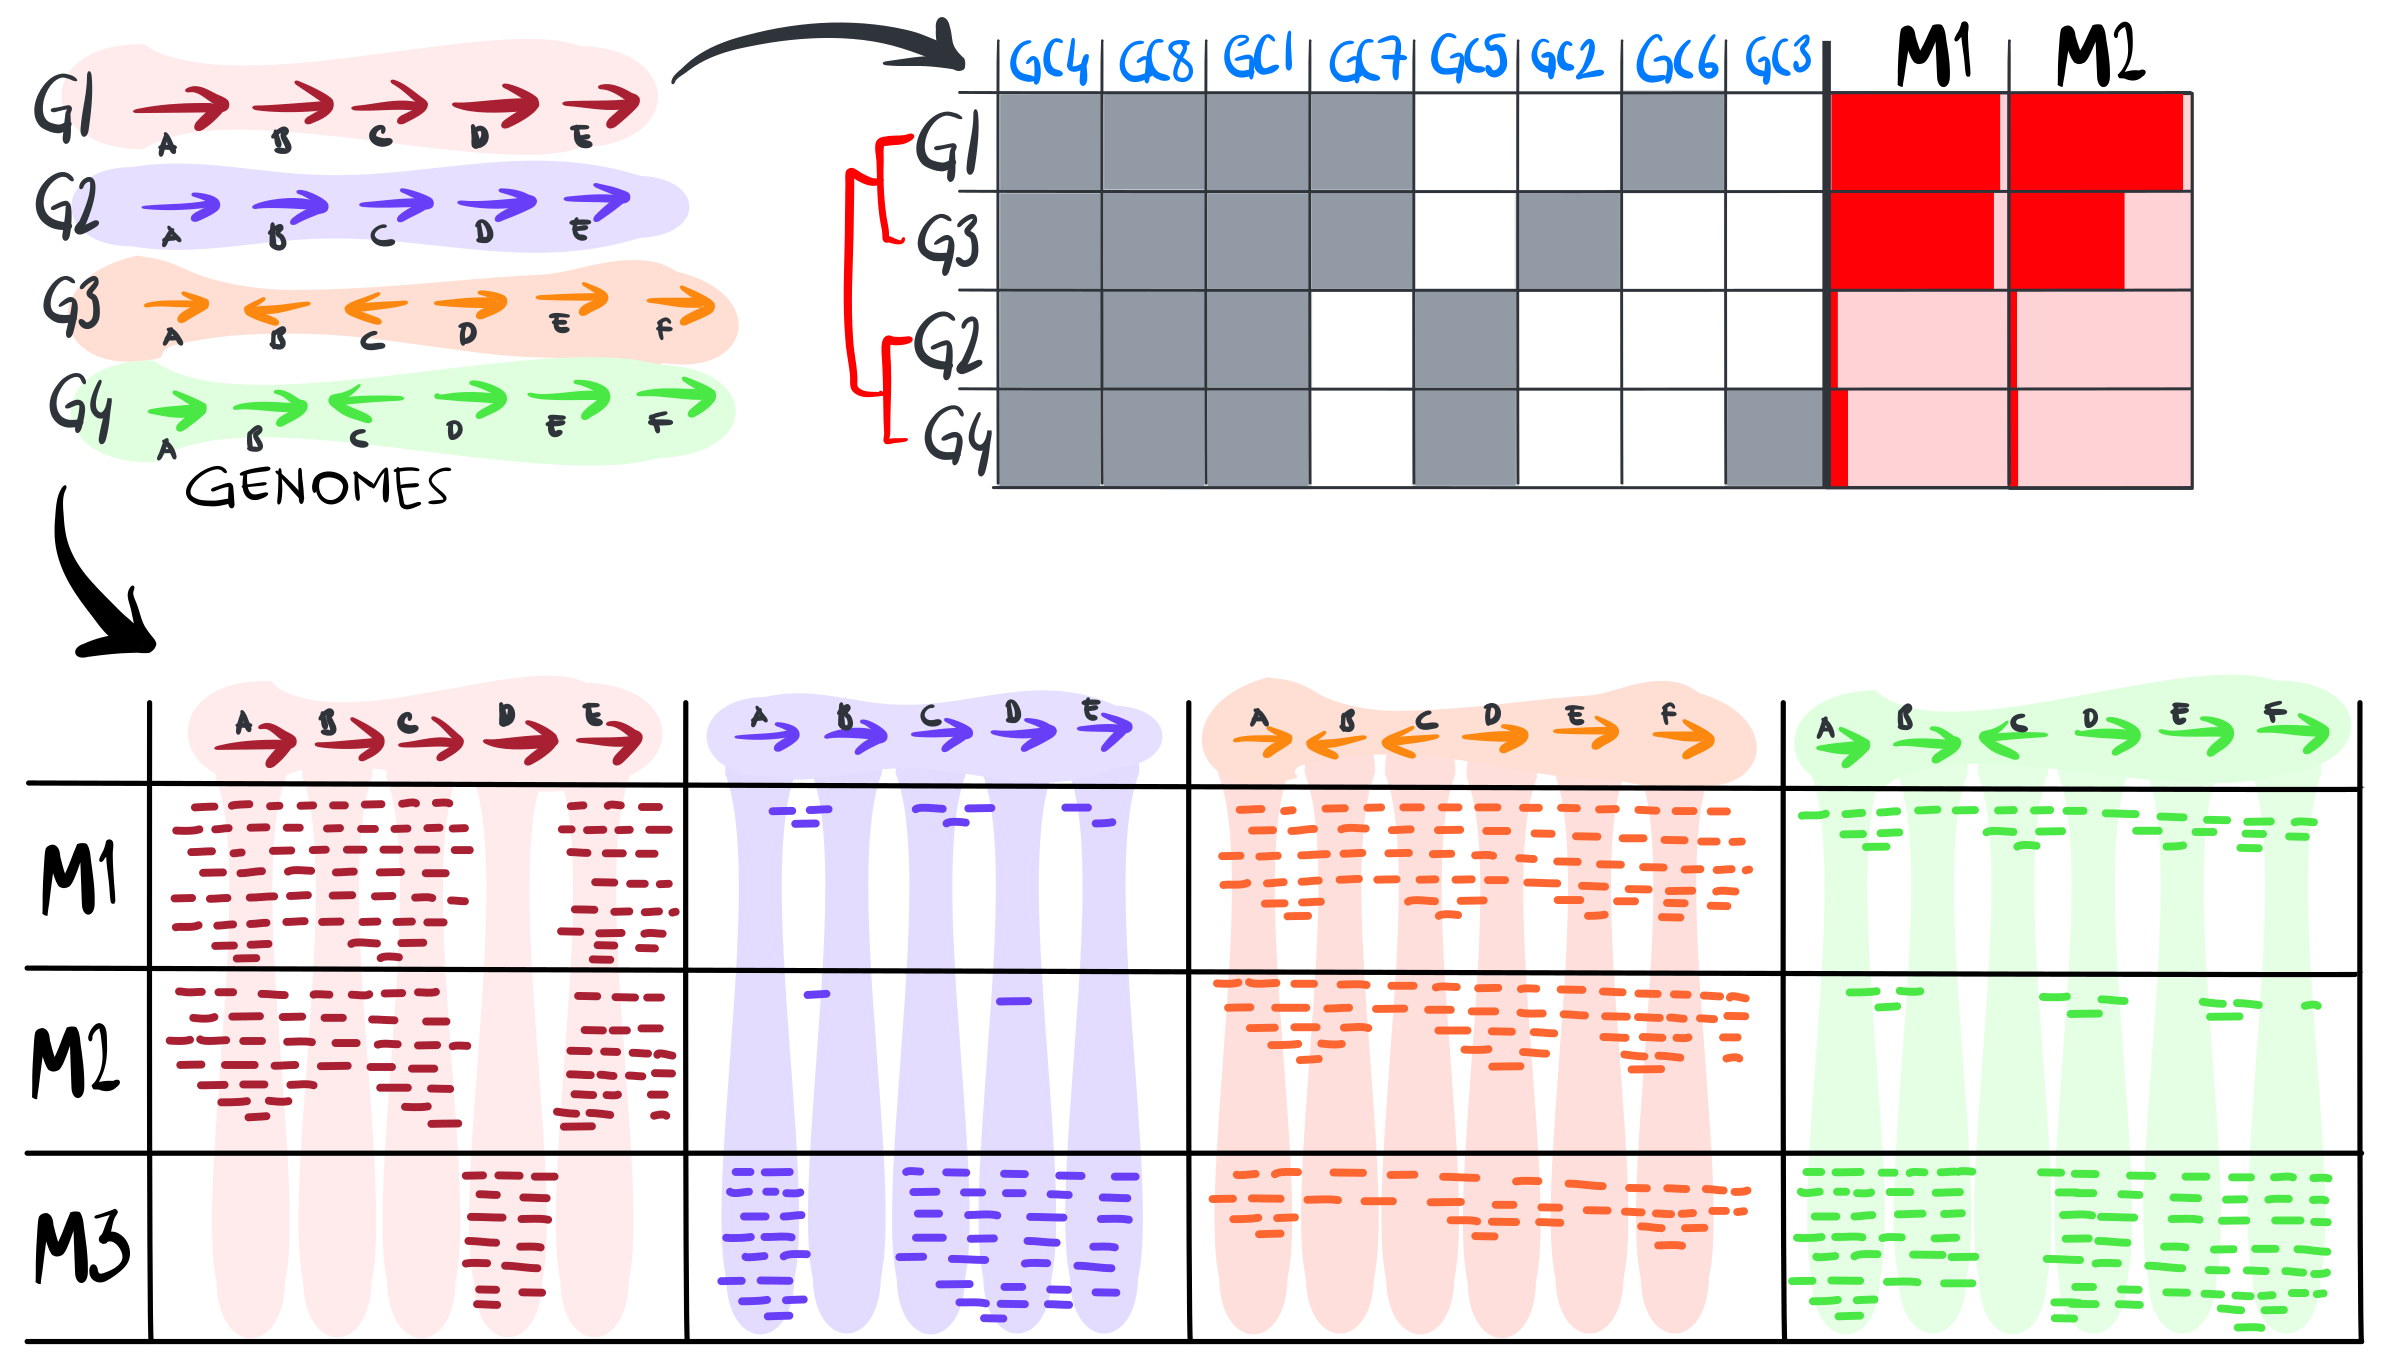 G1 A B C D E
G2 A B C D E
G3 A B C D E F
G4 A B C D E F
GENOMES
GC4 GC8 GC1 GC7 GC5 GC2 GC6 GC3 M1 M2
G1
G3
G2
G4
A B C D E A B C D E A B C D E F A B C D E F
M1
M2
M3